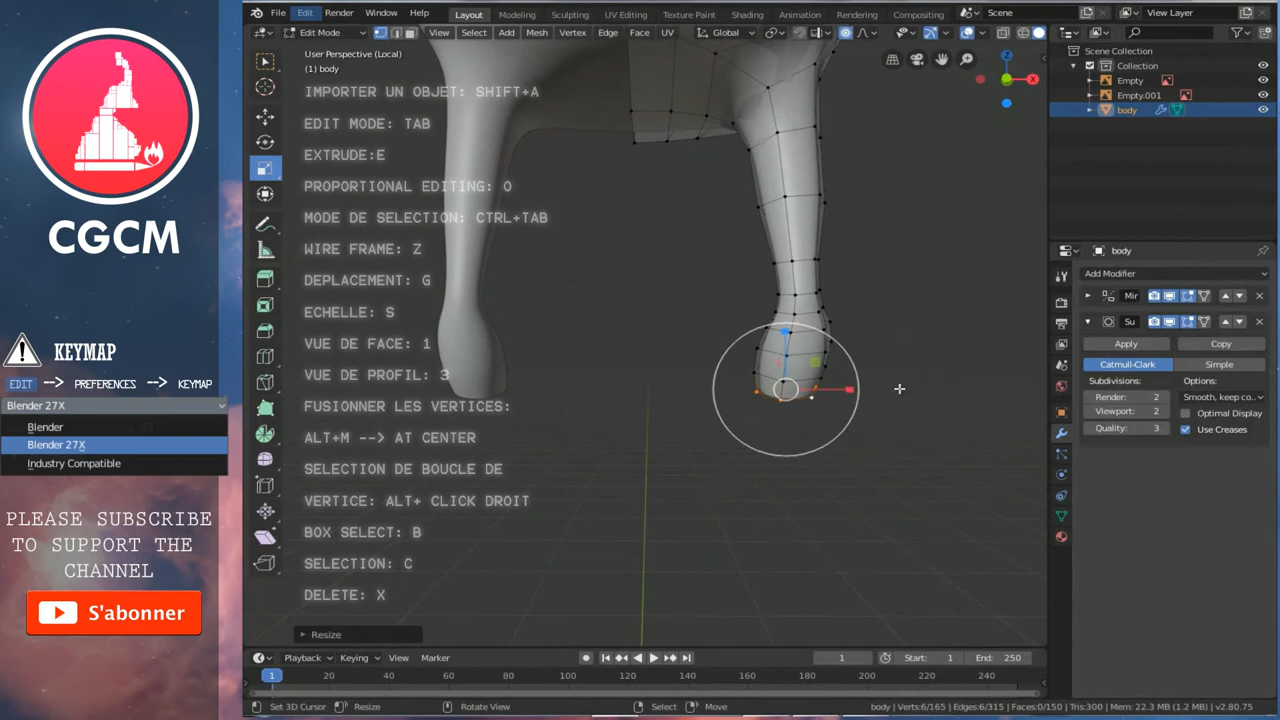 CGCM
KEYMAP
EDIT --> PREFERENCES --> KEYMAP
Blender 27X
Blender
Blender 27X
Industry Compatible
PLEASE SUBSCRIBE
TO SUPPORT THE
CHANNEL
S'abonner
File Edit Render Window Help Layout Modeling Sculpting UV Editing Texture Paint Shading Animation Rendering Compositing Scene View Layer
Edit Mode View Select Add Mesh Vertex Edge Face UV Global
User Perspective (Local)
(1) body
IMPORTER UN OBJET: SHIFT+A
EDIT MODE: TAB
EXTRUDE:E
PROPORTIONAL EDITING: O
MODE DE SELECTION: CTRL+TAB
WIRE FRAME: Z
DEPLACEMENT: G
ECHELLE: S
VUE DE FACE: 1
VUE DE PROFIL: 3
FUSIONNER LES VERTICES:
ALT+M --> AT CENTER
SELECTION DE BOUCLE DE
VERTICE: ALT+ CLICK DROIT
BOX SELECT: B
SELECTION: C
DELETE: X
Resize
Z
X
Scene Collection
Collection
Empty
Empty.001
body
body
Add Modifier
Mir
Su
Apply Copy
Catmull-Clark Simple
Subdivisions: Options:
Render: 2 Smooth, keep co..
Viewport: 2 Optimal Display
Quality: 3 Use Creases
Playback Keying View Marker 1 Start: 1 End: 250
1 20 40 60 80 100 120 140 160 180 200 220 240
Set 3D Cursor Resize Rotate View Select Move body | Verts:6/165 | Edges:6/315 | Faces:0/150 | Tris:300 | Mem: 22.3 MB (1.2 MB) | v2.80.75